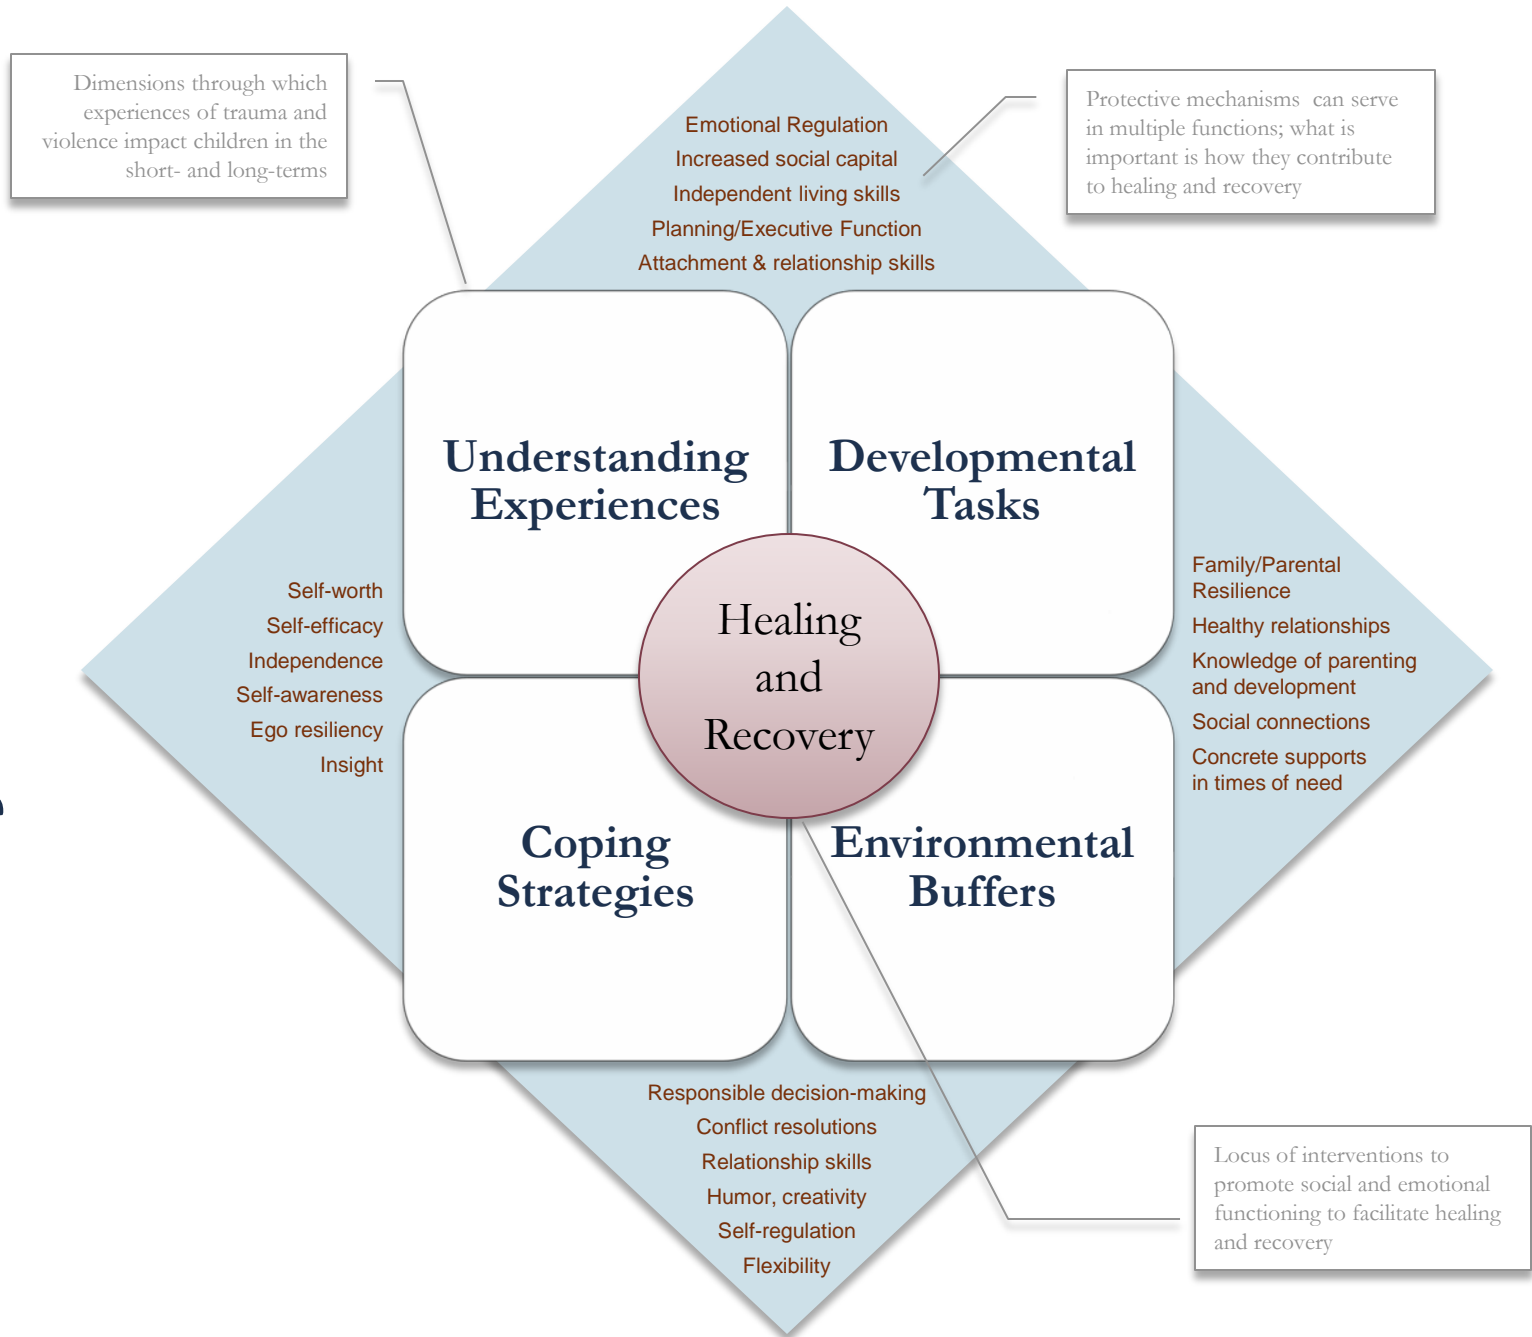 Dimensions through which
experiences of trauma and
violence impact children in the
short- and long-terms
Protective mechanisms can serve
in multiple functions; what is
important is how they contribute
to healing and recovery
Emotional Regulation
Increased social capital
Independent living skills
Planning/Executive Function
Attachment & relationship skills
Understanding
Experiences
Developmental
Tasks
Self-worth
Self-efficacy
Independence
Self-awareness
Ego resiliency
Insight
Healing
and
Recovery
Family/Parental
Resilience
Healthy relationships
Knowledge of parenting
and development
Social connections
Concrete supports
in times of need
Coping
Strategies
Environmental
Buffers
Responsible decision-making
Conflict resolutions
Relationship skills
Humor, creativity
Self-regulation
Flexibility
Locus of interventions to
promote social and emotional
functioning to facilitate healing
and recovery